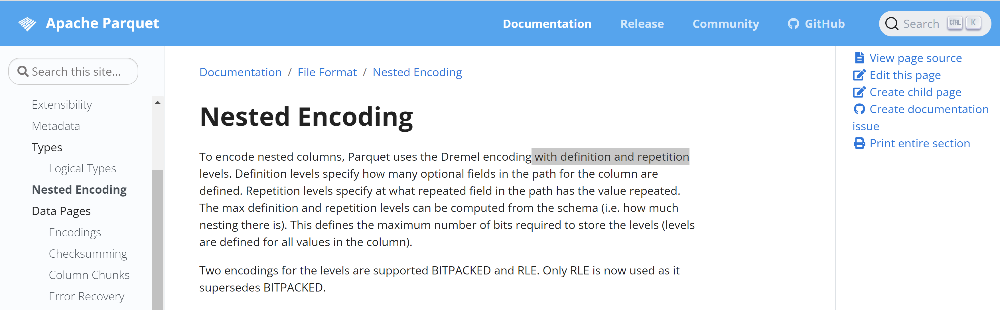 Apache Parquet
Documentation
Release
Community
GitHub
Search CTRL K
Search this site...
Extensibility
Metadata
Types
Logical Types
Nested Encoding
Data Pages
Encodings
Checksumming
Column Chunks
Error Recovery
Documentation / File Format / Nested Encoding
Nested Encoding
To encode nested columns, Parquet uses the Dremel encoding with definition and repetition
levels. Definition levels specify how many optional fields in the path for the column are
defined. Repetition levels specify at what repeated field in the path has the value repeated.
The max definition and repetition levels can be computed from the schema (i.e. how much
nesting there is). This defines the maximum number of bits required to store the levels (levels
are defined for all values in the column).
Two encodings for the levels are supported BITPACKED and RLE. Only RLE is now used as it
supersedes BITPACKED.
View page source
Edit this page
Create child page
Create documentation
issue
Print entire section